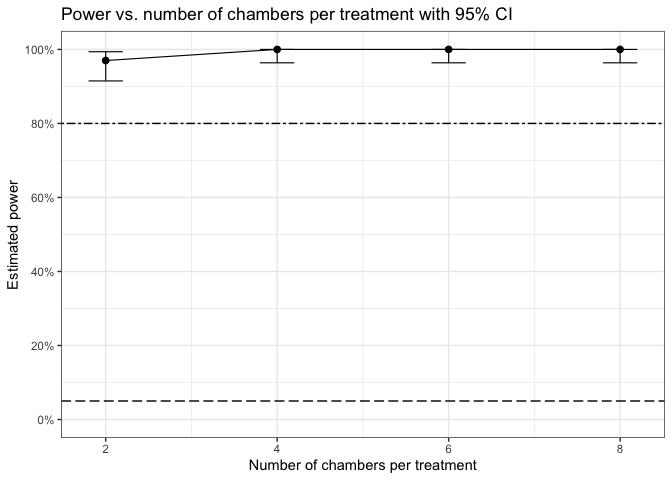 Power vs. number of chambers per treatment with 95% CI
100%
80%
60%
40%
20%
0%
Estimated power
2 4 6 8
Number of chambers per treatment